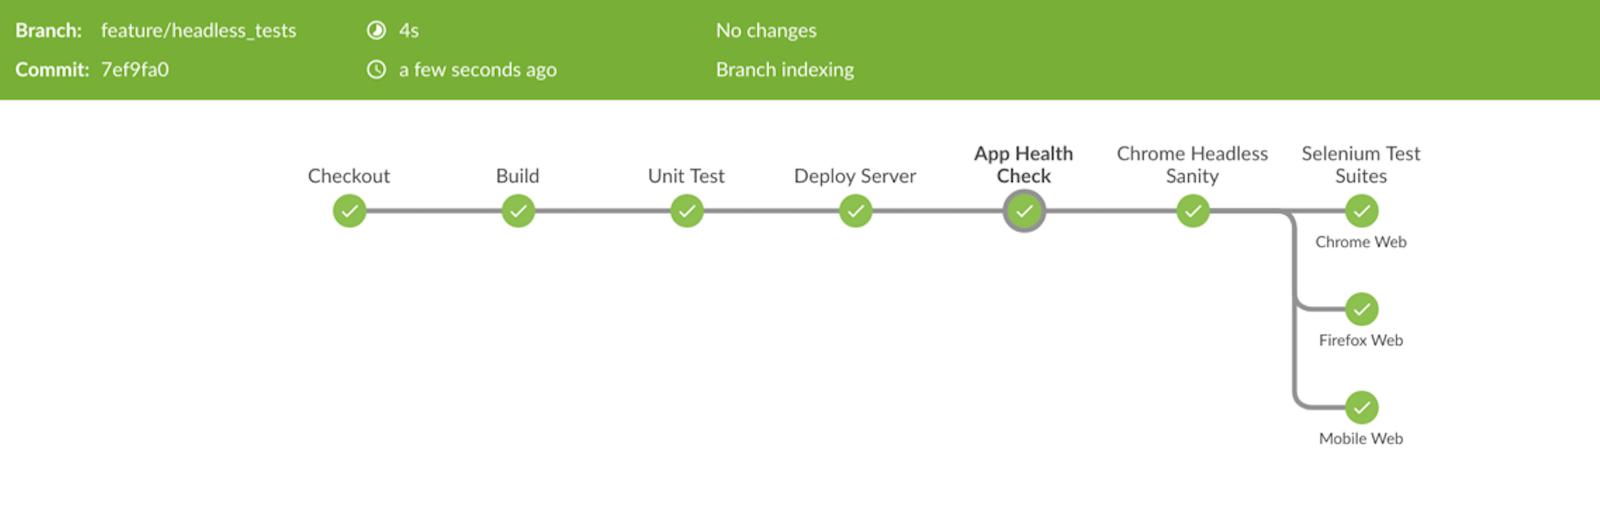 Branch: feature/headless_tests 4s No changes
Commit: 7ef9fa0 a few seconds ago Branch indexing
Checkout
Build
Unit Test
Deploy Server
App Health
Check
Chrome Headless
Sanity
Selenium Test
Suites
Chrome Web
Firefox Web
Mobile Web